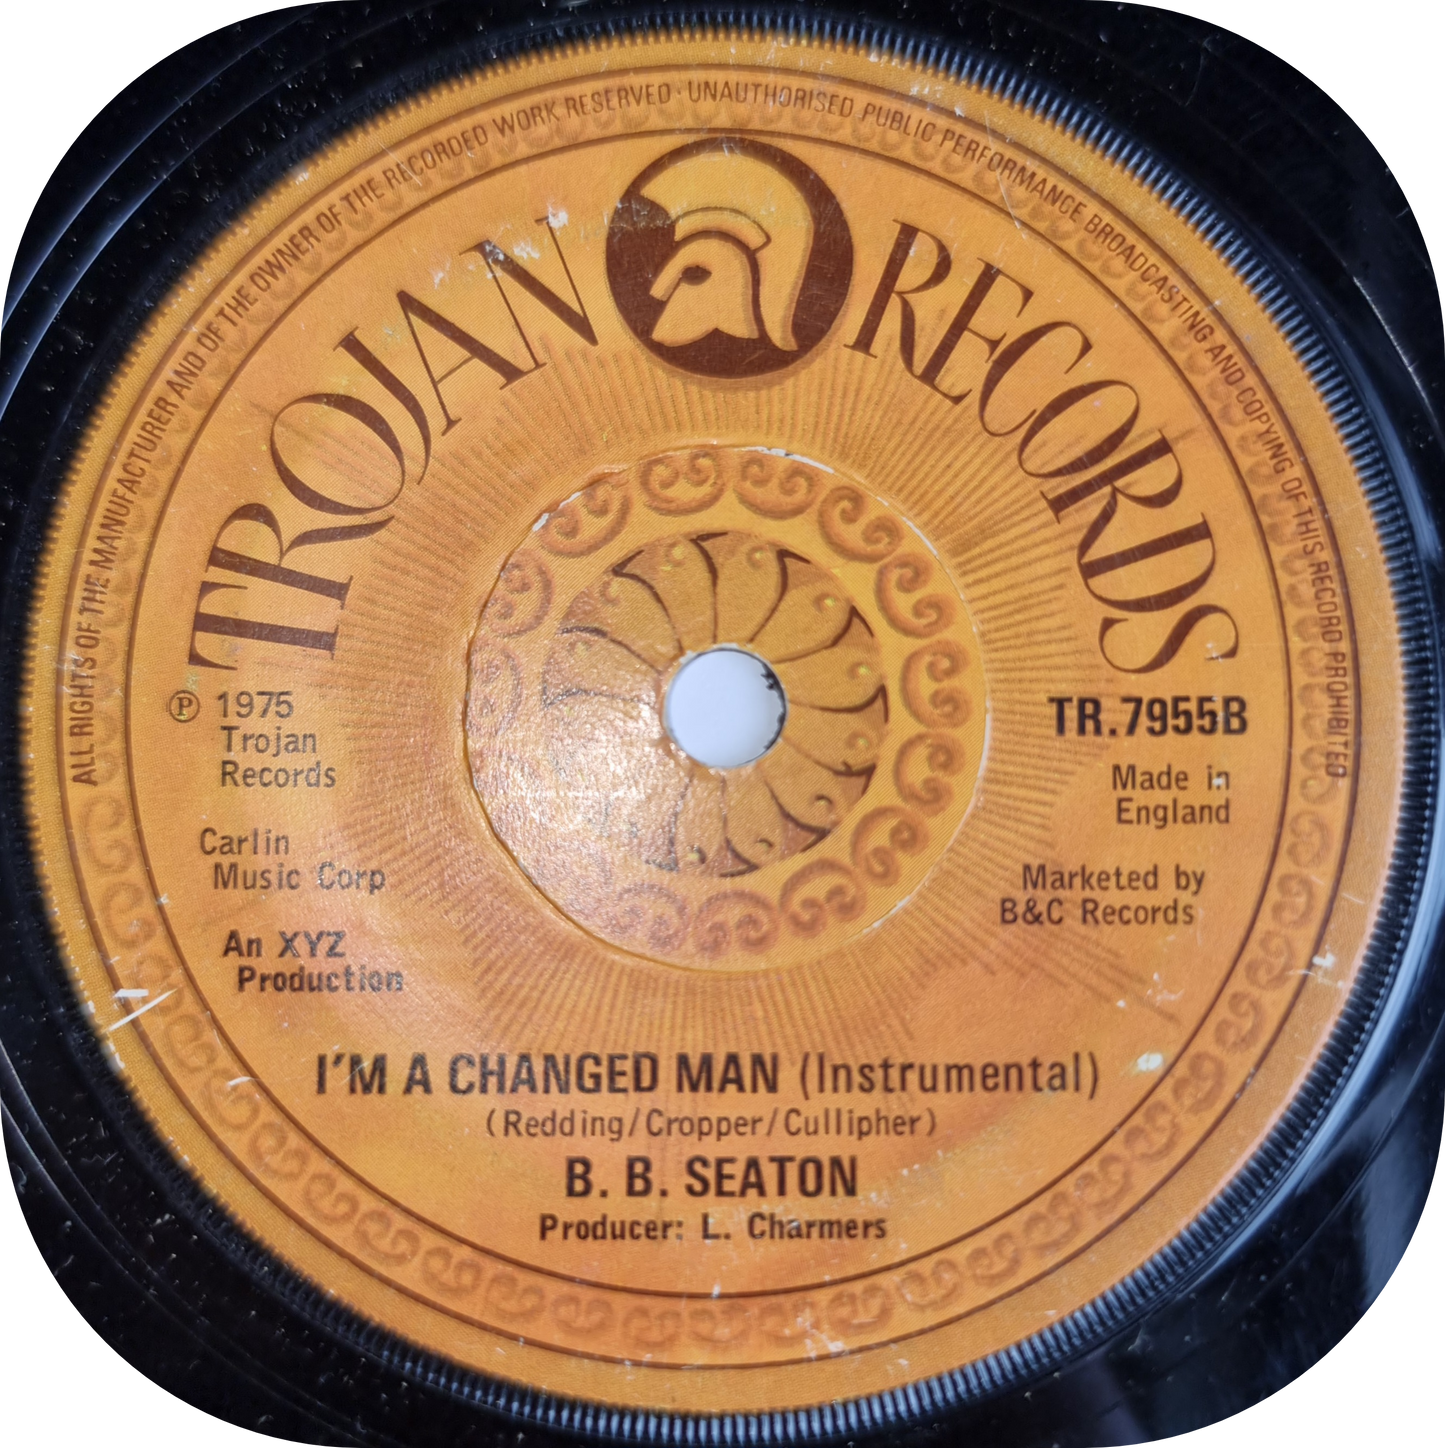 ALL RIGHTS OF THE MANUFACTURER AND OF THE OWNER OF THE RECORDED WORK RESERVED · UNAUTHORISED PUBLIC PERFORMANCE BROADCASTING AND COPYING OF THIS RECORD PROHIBITED
TROJAN RECORDS
℗ 1975
Trojan
Records
Carlin
Music Corp
An XYZ
Production
TR.7955B
Made in
England
Marketed by
B&C Records
I'M A CHANGED MAN (Instrumental)
(Redding/Cropper/Cullipher)
B. B. SEATON
Producer: L. Charmers